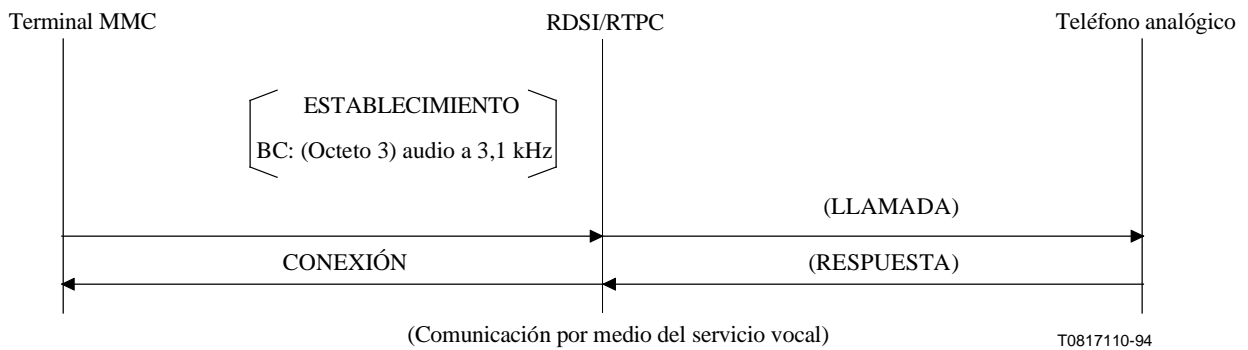 Terminal MMC
RDSI/RTPC
Teléfono analógico
ESTABLECIMIENTO
BC: (Octeto 3) audio a 3,1 kHz
(LLAMADA)
CONEXIÓN
(RESPUESTA)
(Comunicación por medio del servicio vocal)
T0817110-94